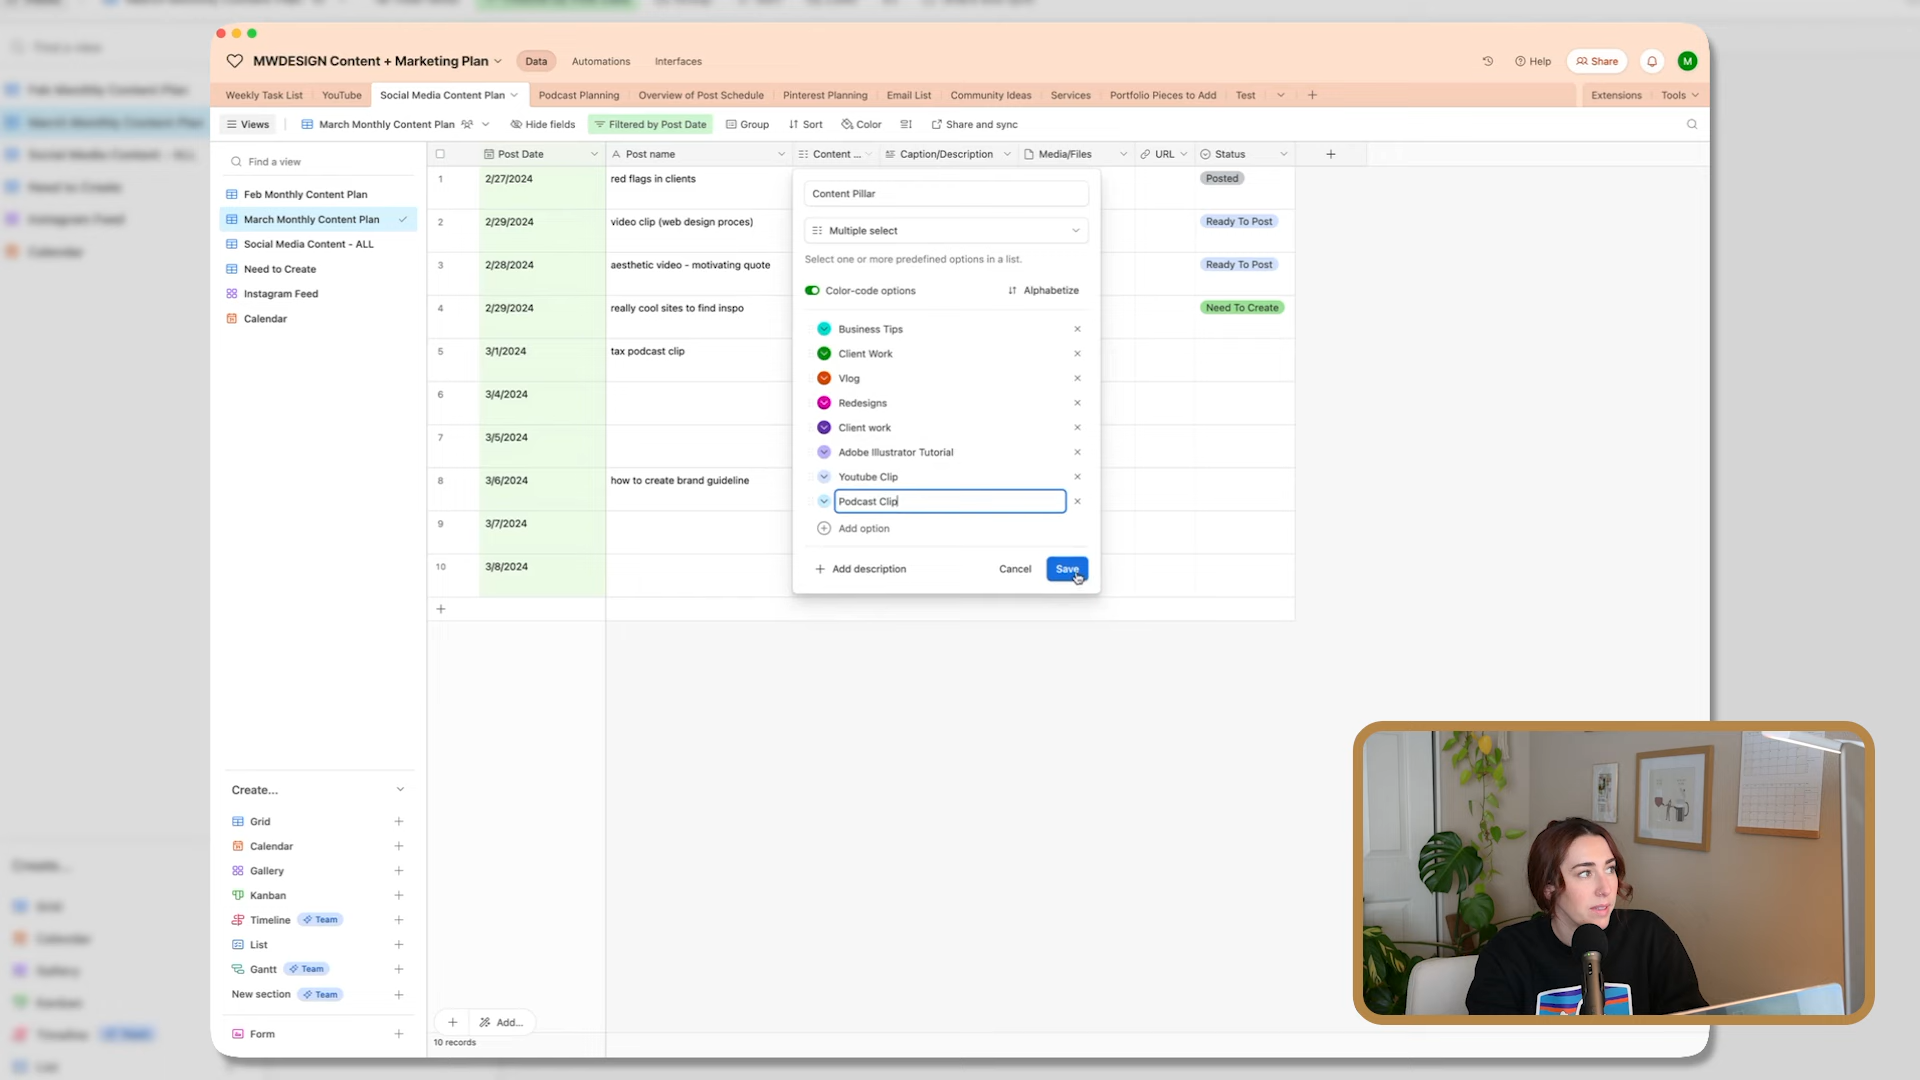 MWDESIGN Content + Marketing Plan
Data
Automations
Interfaces
Help
Share
M
Weekly Task List
YouTube
Social Media Content Plan
Podcast Planning
Overview of Post Schedule
Pinterest Planning
Email List
Community Ideas
Services
Portfolio Pieces to Add
Test
Extensions
Tools
Views
March Monthly Content Plan
Hide fields
Filtered by Post Date
Group
Sort
Color
Share and sync
Find a view
Feb Monthly Content Plan
March Monthly Content Plan
Social Media Content - ALL
Need to Create
Instagram Feed
Calendar
Post Date
Post name
Content ...
Caption/Description
Media/Files
URL
Status
1 2/27/2024 red flags in clients Posted
2 2/29/2024 video clip (web design proces) Ready To Post
3 2/28/2024 aesthetic video - motivating quote Ready To Post
4 2/29/2024 really cool sites to find inspo Need To Create
5 3/1/2024 tax podcast clip
6 3/4/2024
7 3/5/2024
8 3/6/2024 how to create brand guideline
9 3/7/2024
10 3/8/2024
Content Pillar
Multiple select
Select one or more predefined options in a list.
Color-code options
Alphabetize
Business Tips
Client Work
Vlog
Redesigns
Client work
Adobe Illustrator Tutorial
Youtube Clip
Podcast Clip
Add option
Add description
Cancel
Save
Create...
Grid
Calendar
Gallery
Kanban
Timeline Team
List
Gantt Team
New section Team
Form
Add...
10 records